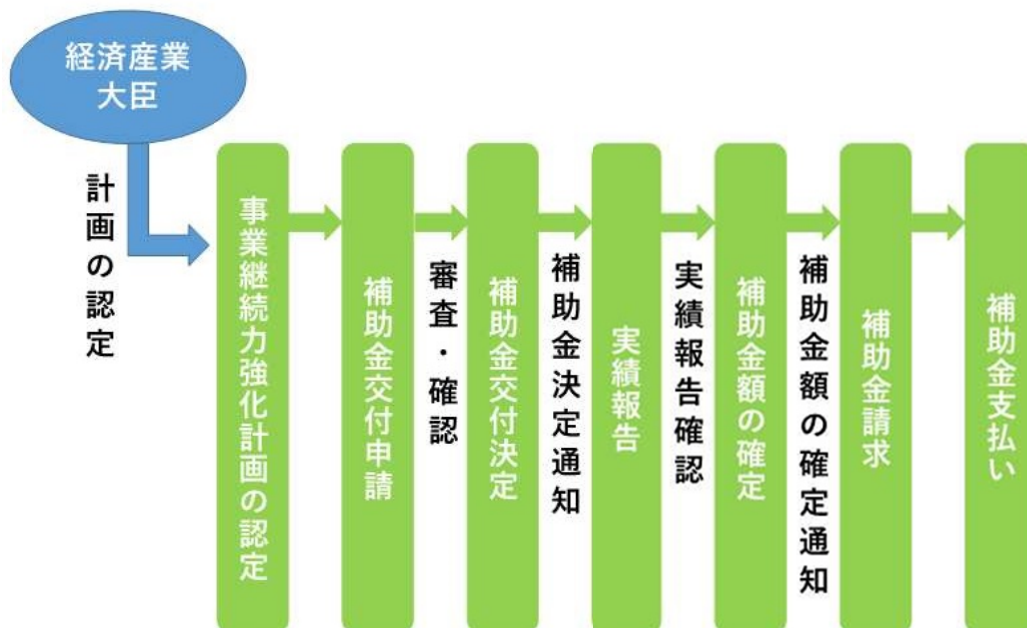 経済産業
大臣
計画の認定
事業継続力強化計画の認定
補助金交付申請
審査・確認
補助金交付決定
補助金決定通知
実績報告
実績報告確認
補助金額の確定
補助金額の確定通知
補助金請求
補助金支払い